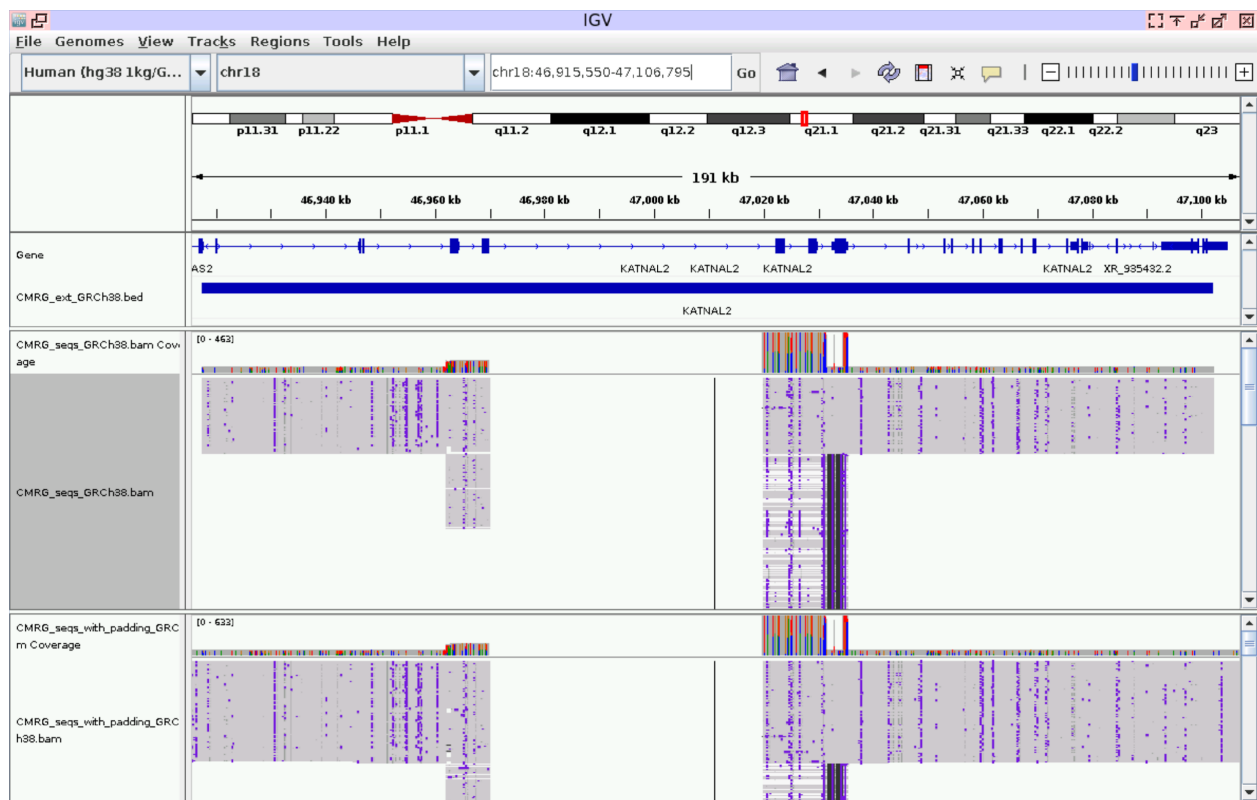 IGV
File Genomes View Tracks Regions Tools Help
Human (hg38 1kg/G... chr18 chr18:46,915,550-47,106,795 Go
p11.31 p11.22 p11.1 q11.2 q12.1 q12.2 q12.3 q21.1 q21.2 q21.31 q21.33 q22.1 q22.2 q23
191 kb
46,940 kb 46,960 kb 46,980 kb 47,000 kb 47,020 kb 47,040 kb 47,060 kb 47,080 kb 47,100 kb
Gene
AS2 KATNAL2 KATNAL2 KATNAL2 KATNAL2 XR_935432.2
CMRG_ext_GRCh38.bed
KATNAL2
CMRG_seqs_GRCh38.bam Cov
age
[0 - 463]
CMRG_seqs_GRCh38.bam
CMRG_seqs_with_padding_GRC
m Coverage
[0 - 633]
CMRG_seqs_with_padding_GRC
h38.bam